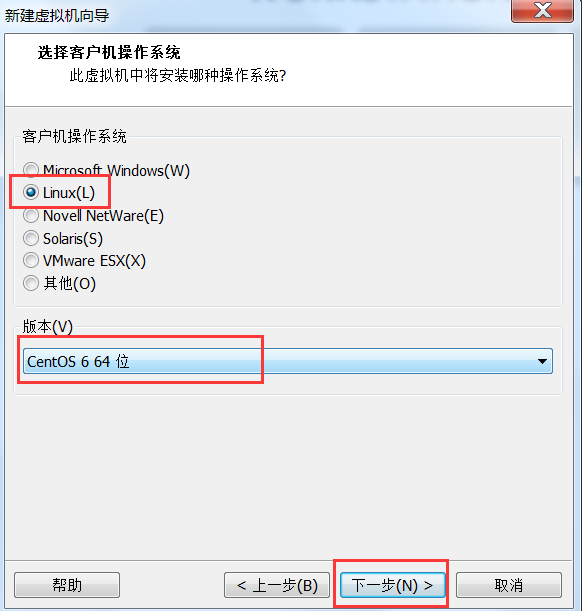 新建虚拟机向导
选择客户机操作系统
此虚拟机中将安装哪种操作系统?
客户机操作系统
Microsoft Windows(W)
Linux(L)
Novell NetWare(E)
Solaris(S)
VMware ESX(X)
其他(O)
版本(V)
CentOS 6 64 位
帮助
< 上一步(B)
下一步(N) >
取消